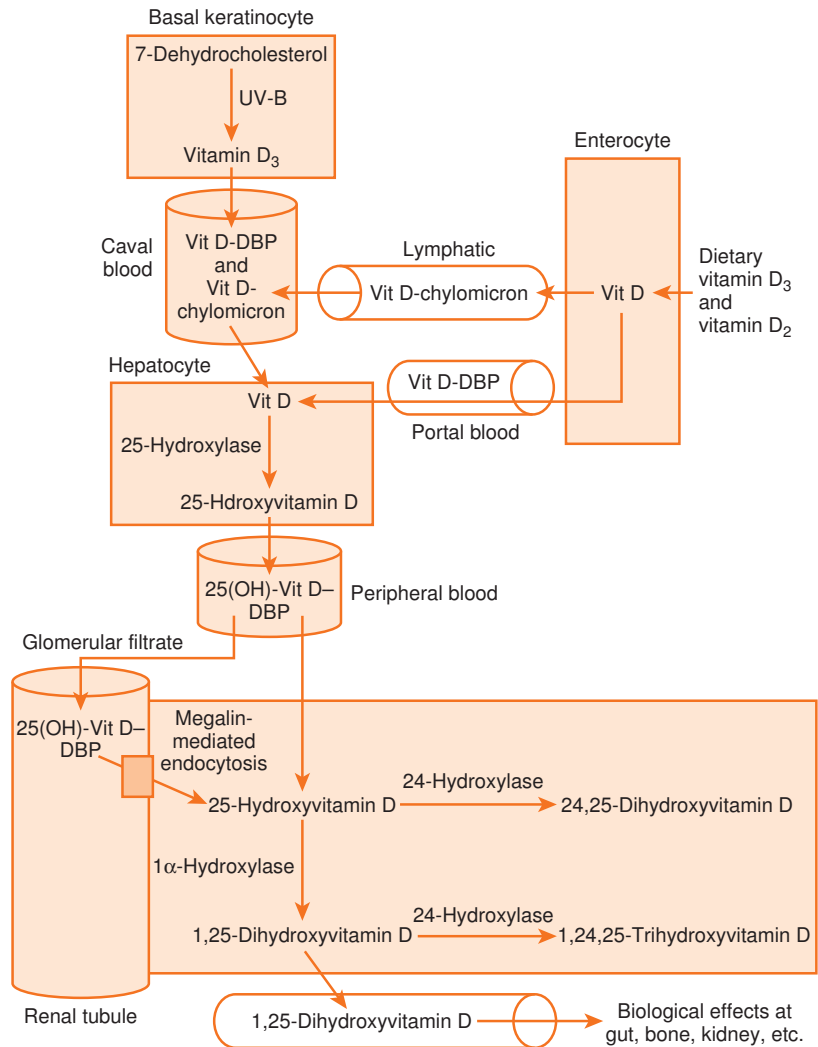 Basal keratinocyte
7-Dehydrocholesterol
UV-B
Vitamin D3
Enterocyte
Caval
blood
Vit D-DBP
and
Vit D-
chylomicron
Lymphatic
Vit D-chylomicron
Vit D
Dietary
vitamin D3
and
vitamin D2
Hepatocyte
Vit D
Vit D-DBP
Portal blood
25-Hydroxylase
25-Hdroxyvitamin D
25(OH)-Vit D–
DBP
Peripheral blood
Glomerular filtrate
25(OH)-Vit D–
DBP
Megalin-
mediated
endocytosis
25-Hydroxyvitamin D
24-Hydroxylase
24,25-Dihydroxyvitamin D
1α-Hydroxylase
1,25-Dihydroxyvitamin D
24-Hydroxylase
1,24,25-Trihydroxyvitamin D
Renal tubule
1,25-Dihydroxyvitamin D
Biological effects at
gut, bone, kidney, etc.